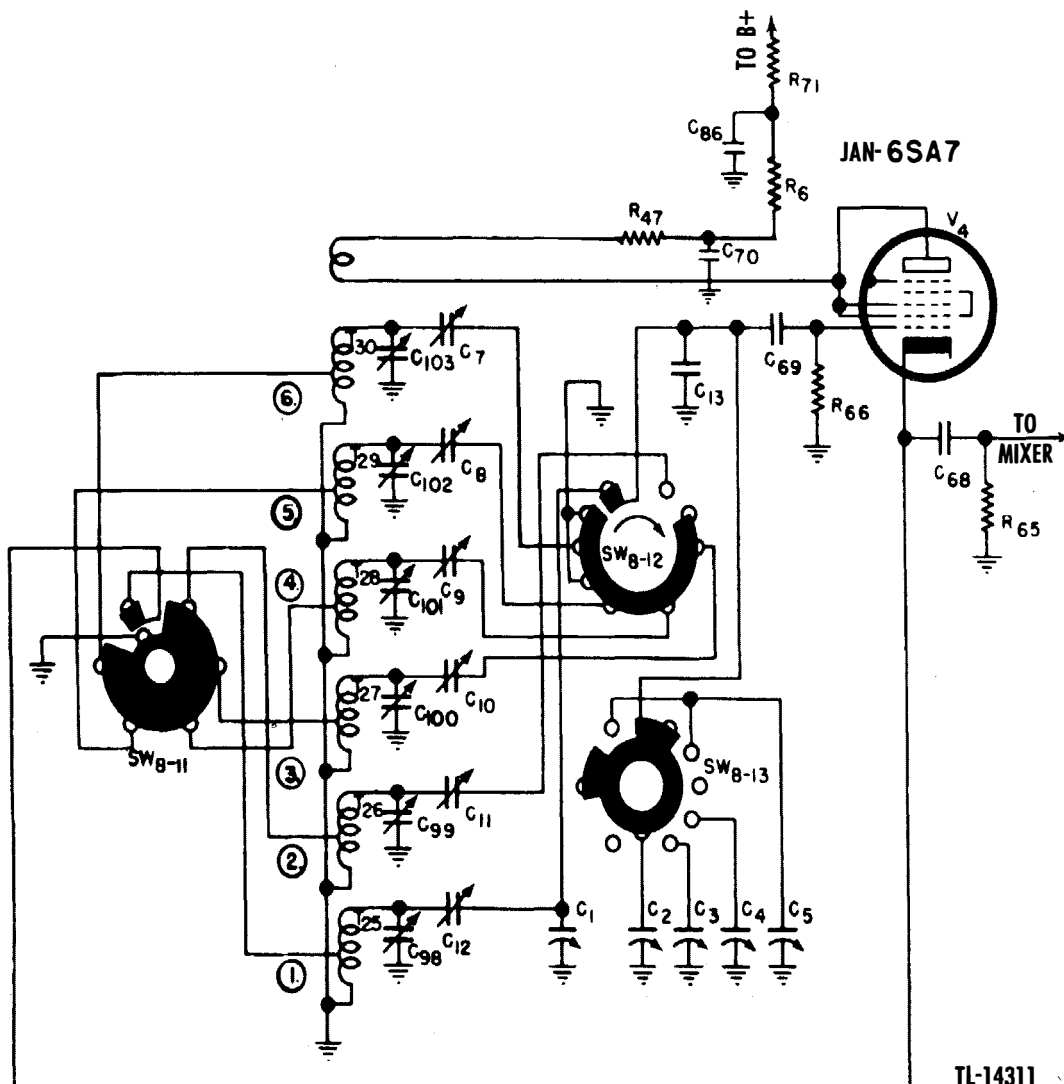 TO B+
R71
C86
JAN-6SA7
R6
R47
V4
C70
30
C103
C7
C69
C13
R66
6.
TO
MIXER
29
C102
C8
C68
5
R65
SW8-12
4.
28
C101
C9
27
C100
C10
SW8-11
3.
SW8-13
26
C99
C11
2.
C1
C2
C3
C4
C5
25
C98
C12
1.
TL-14311